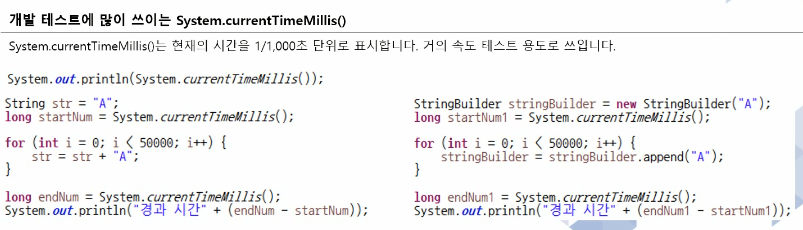 개발 테스트에 많이 쓰이는 System.currentTimeMillis()
System.currentTimeMillis()는 현재의 시간을 1/1,000초 단위로 표시합니다. 거의 속도 테스트 용도로 쓰입니다.
System.out.println(System.currentTimeMillis());
String str = "A";
long startNum = System.currentTimeMillis();
for (int i = 0; i < 50000; i++) {
str = str + "A";
}
long endNum = System.currentTimeMillis();
System.out.println("경과 시간" + (endNum - startNum));
StringBuilder stringBuilder = new StringBuilder("A");
long startNum1 = System.currentTimeMillis();
for (int i = 0; i < 50000; i++) {
stringBuilder = stringBuilder.append("A");
}
long endNum1 = System.currentTimeMillis();
System.out.println("경과 시간" + (endNum1 - startNum1));